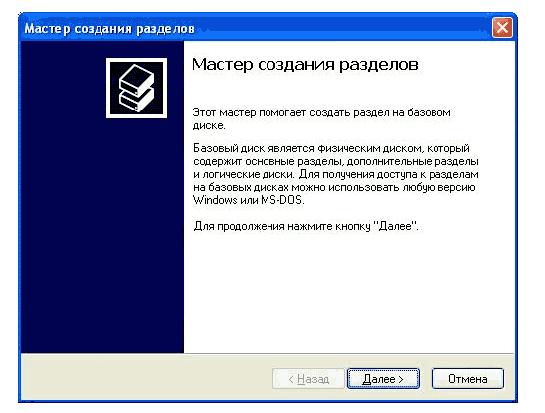 Мастер создания разделов
Мастер создания разделов
Этот мастер помогает создать раздел на базовом
диске.
Базовый диск является физическим диском, который
содержит основные разделы, дополнительные разделы
и логические диски. Для получения доступа к разделам
на базовых дисках можно использовать любую версию
Windows или MS-DOS.
Для продолжения нажмите кнопку "Далее".
< Назад
Далее >
Отмена